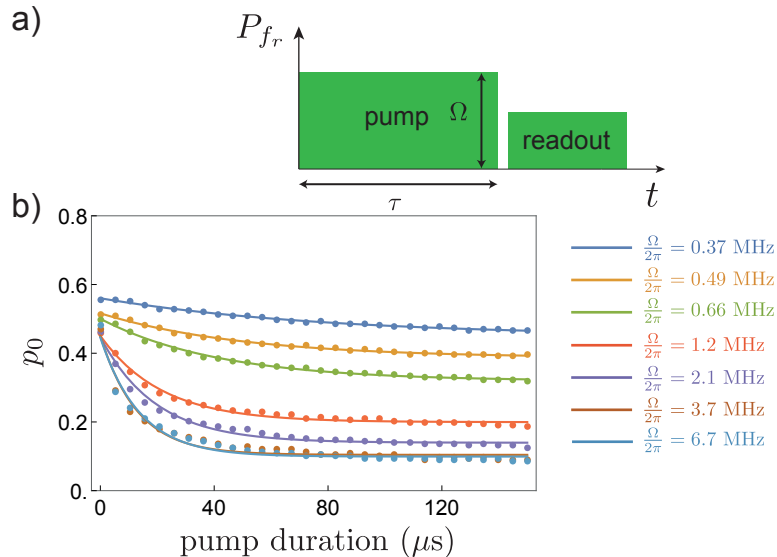 a)
P_{f_r}
pump
Ω
readout
τ
t
b)
0.8
0.6
0.4
0.2
0.
p_0
0
40
80
120
pump duration (μs)
Ω/2π = 0.37 MHz
Ω/2π = 0.49 MHz
Ω/2π = 0.66 MHz
Ω/2π = 1.2 MHz
Ω/2π = 2.1 MHz
Ω/2π = 3.7 MHz
Ω/2π = 6.7 MHz